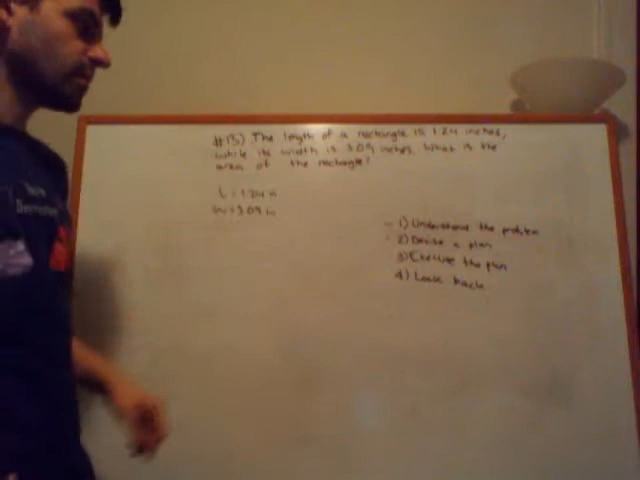 #15) The length of a rectangle is 1.24 inches,
while its width is 3.09 inches. What is the
area of the rectangle?
l = 1.24 in
w = 3.09 in
1) Understand the problem
2) Devise a plan
3) Execute the plan
4) Look back